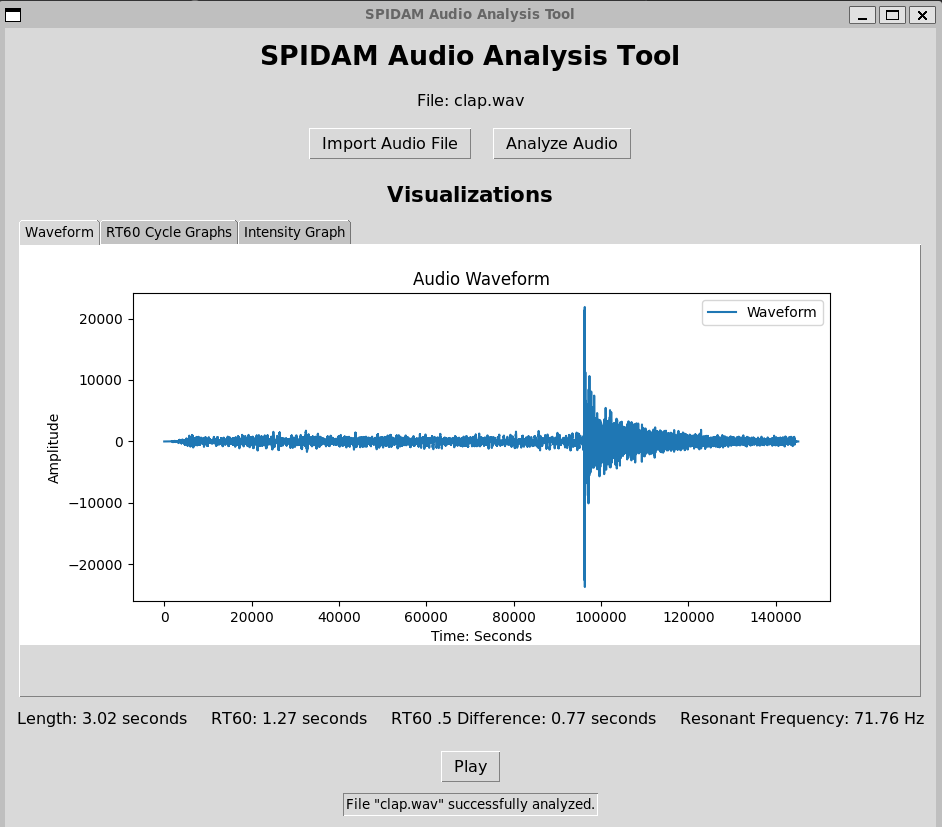 SPIDAM Audio Analysis Tool
SPIDAM Audio Analysis Tool
File: clap.wav
Import Audio File Analyze Audio
Visualizations
Waveform RT60 Cycle Graphs Intensity Graph
Audio Waveform
Waveform
20000
10000
0
−10000
−20000
Amplitude
0 20000 40000 60000 80000 100000 120000 140000
Time: Seconds
Length: 3.02 seconds RT60: 1.27 seconds RT60 .5 Difference: 0.77 seconds Resonant Frequency: 71.76 Hz
Play
File "clap.wav" successfully analyzed.